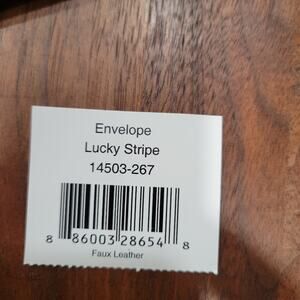 Envelope
Lucky Stripe
14503-267
8 86003 28654 8
Faux Leather